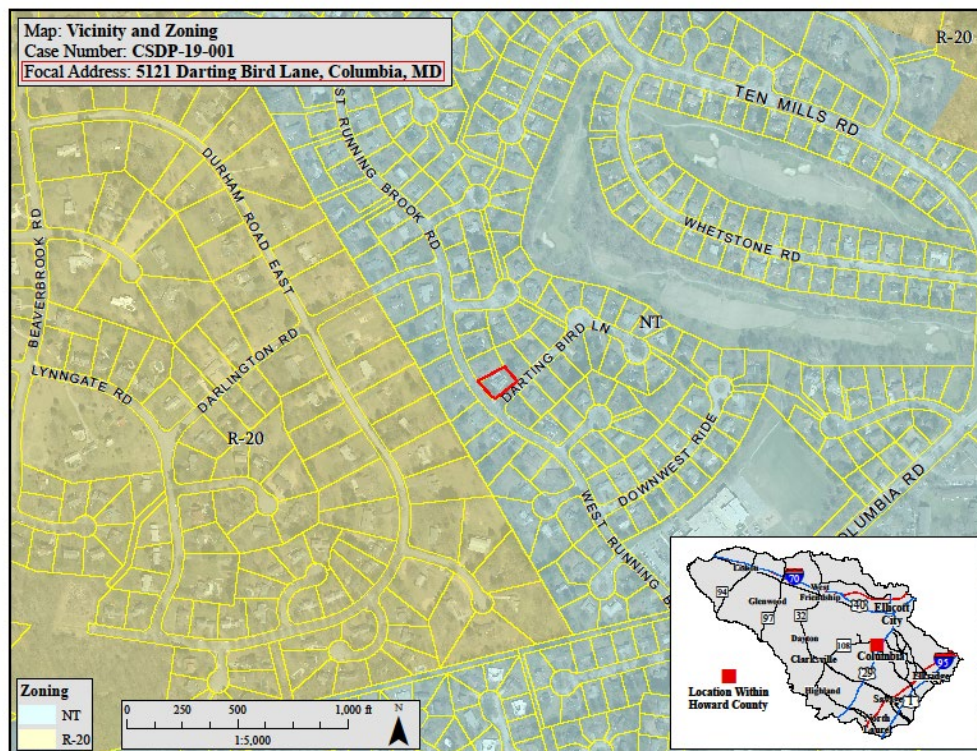 Map: Vicinity and Zoning
Case Number: CSDP-19-001
Focal Address: 5121 Darting Bird Lane, Columbia, MD
R-20
TEN MILLS RD
ST RUNNING BROOK RD
DURHAM ROAD EAST
WHETSTONE RD
BEAVERBROOK RD
NT
DARTING BIRD LN
DARLINGTON RD
LYNNGATE RD
R-20
DOWNWEST RIDE
OLUMBIA RD
WEST RUNNING B
Zoning
NT
R-20
0 250 500 1,000 ft
1:5,000
N
Lisbon
70
West
Friendship
94
Glenwood
40
Ellicott
City
97
32
Dayton
108
Columbia
Clarksville
29
95
Elkridge
Highland
Savage
1
North
Laurel
Location Within
Howard County